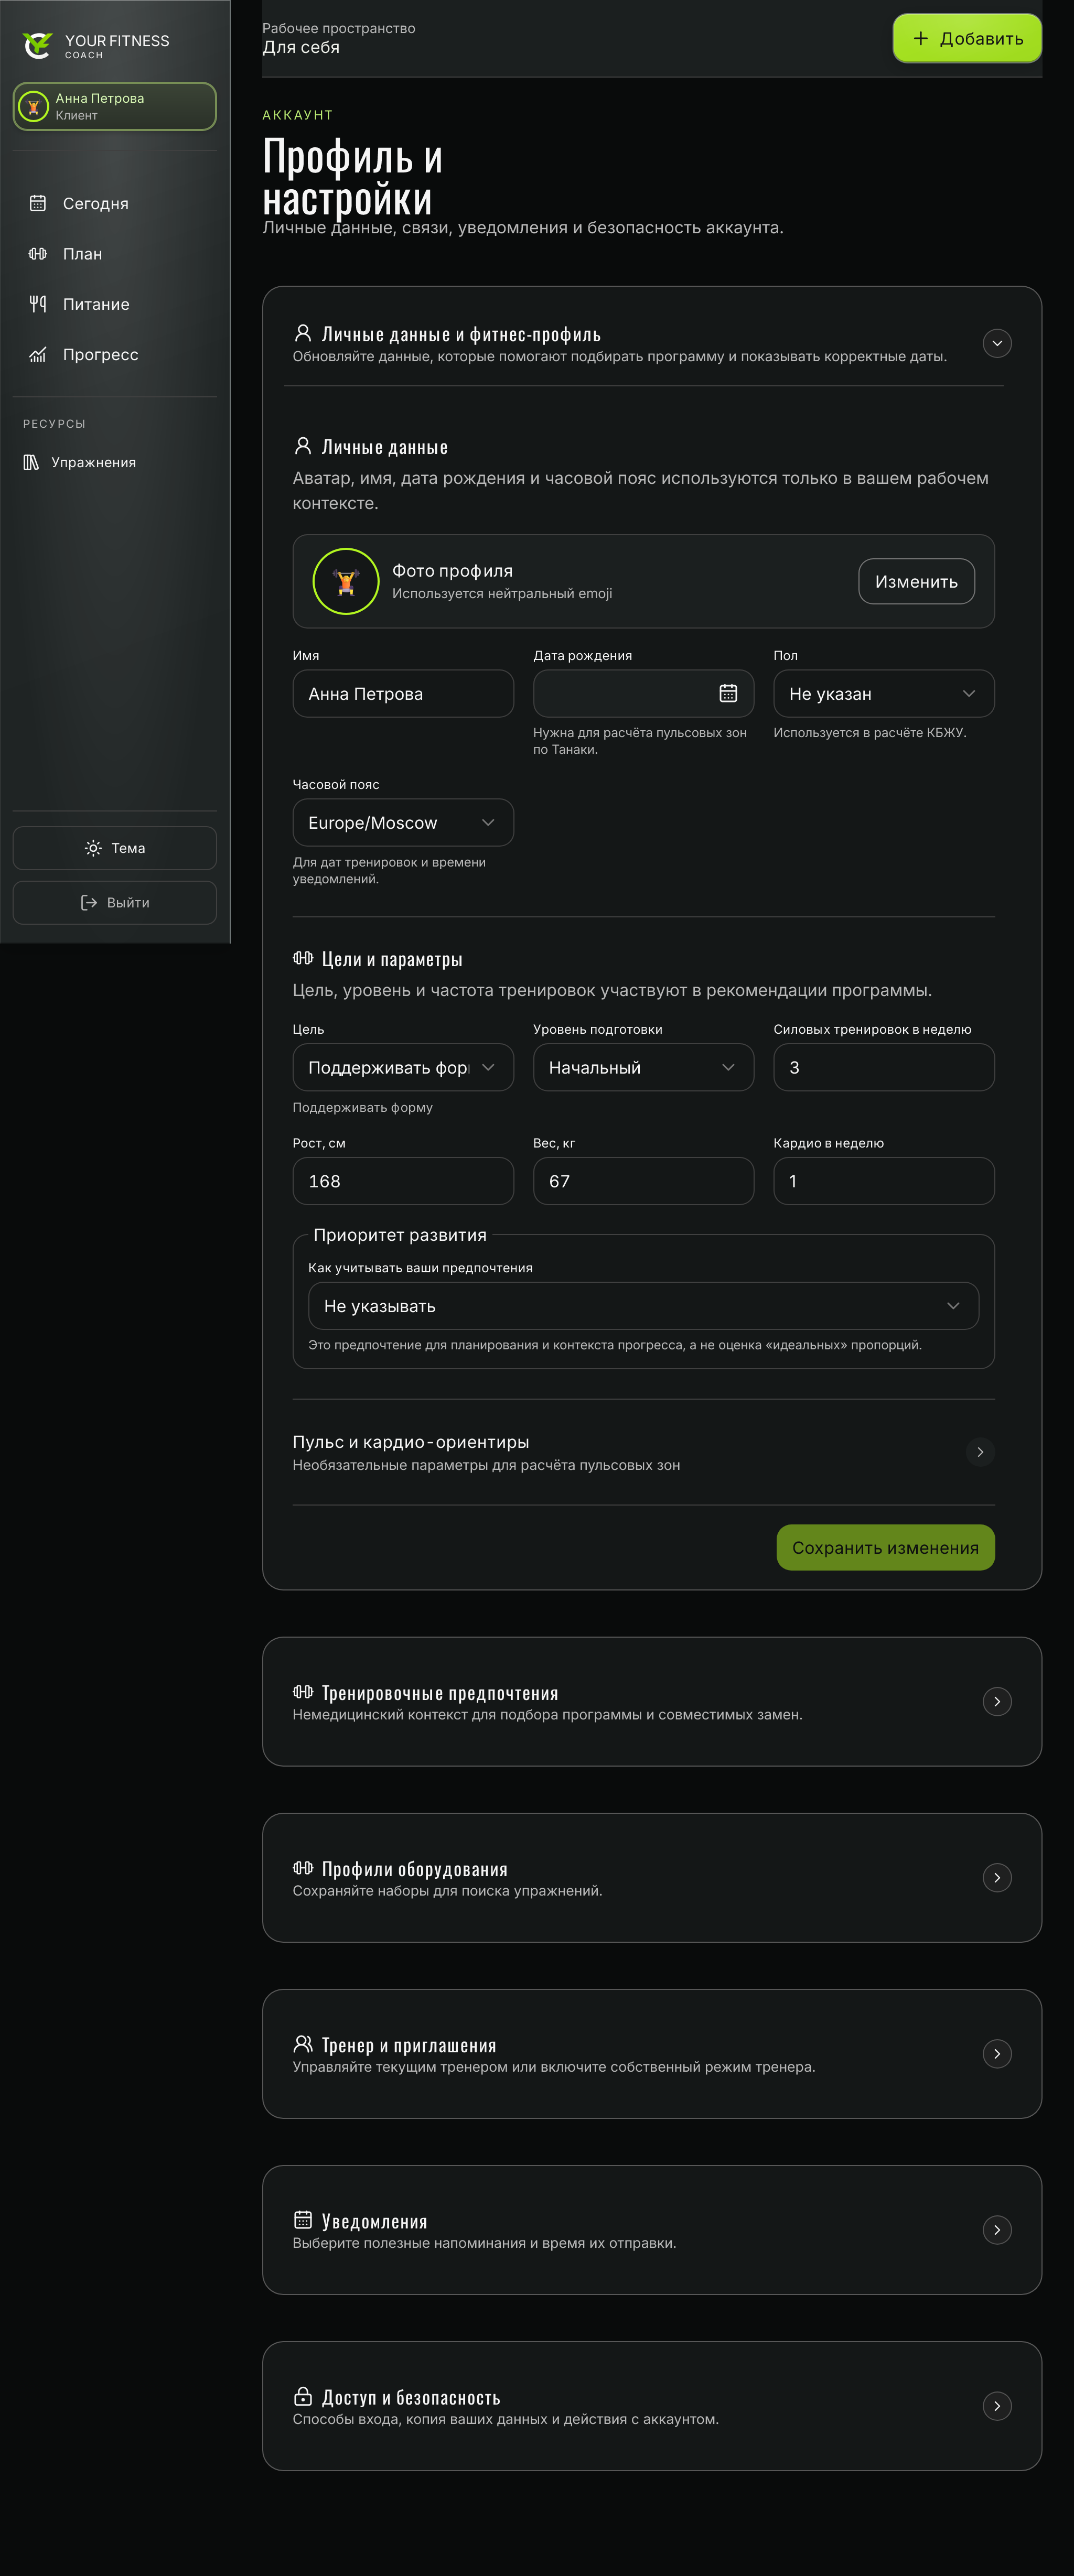 YOUR FITNESS
COACH
Анна Петрова
Клиент
Сегодня
План
Питание
Прогресс
РЕСУРСЫ
Упражнения
Тема
Выйти
Рабочее пространство
Для себя
Добавить
АККАУНТ
Профиль и
настройки
Личные данные, связи, уведомления и безопасность аккаунта.
Личные данные и фитнес-профиль
Обновляйте данные, которые помогают подбирать программу и показывать корректные даты.
Личные данные
Аватар, имя, дата рождения и часовой пояс используются только в вашем рабочем
контексте.
Фото профиля
Используется нейтральный emoji
Изменить
Имя
Анна Петрова
Дата рождения
Нужна для расчёта пульсовых зон
по Танаки.
Пол
Не указан
Используется в расчёте КБЖУ.
Часовой пояс
Europe/Moscow
Для дат тренировок и времени
уведомлений.
Цели и параметры
Цель, уровень и частота тренировок участвуют в рекомендации программы.
Цель
Поддерживать фор
Поддерживать форму
Уровень подготовки
Начальный
Силовых тренировок в неделю
3
Рост, см
168
Вес, кг
67
Кардио в неделю
1
Приоритет развития
Как учитывать ваши предпочтения
Не указывать
Это предпочтение для планирования и контекста прогресса, а не оценка «идеальных» пропорций.
Пульс и кардио-ориентиры
Необязательные параметры для расчёта пульсовых зон
Сохранить изменения
Тренировочные предпочтения
Немедицинский контекст для подбора программы и совместимых замен.
Профили оборудования
Сохраняйте наборы для поиска упражнений.
Тренер и приглашения
Управляйте текущим тренером или включите собственный режим тренера.
Уведомления
Выберите полезные напоминания и время их отправки.
Доступ и безопасность
Способы входа, копия ваших данных и действия с аккаунтом.